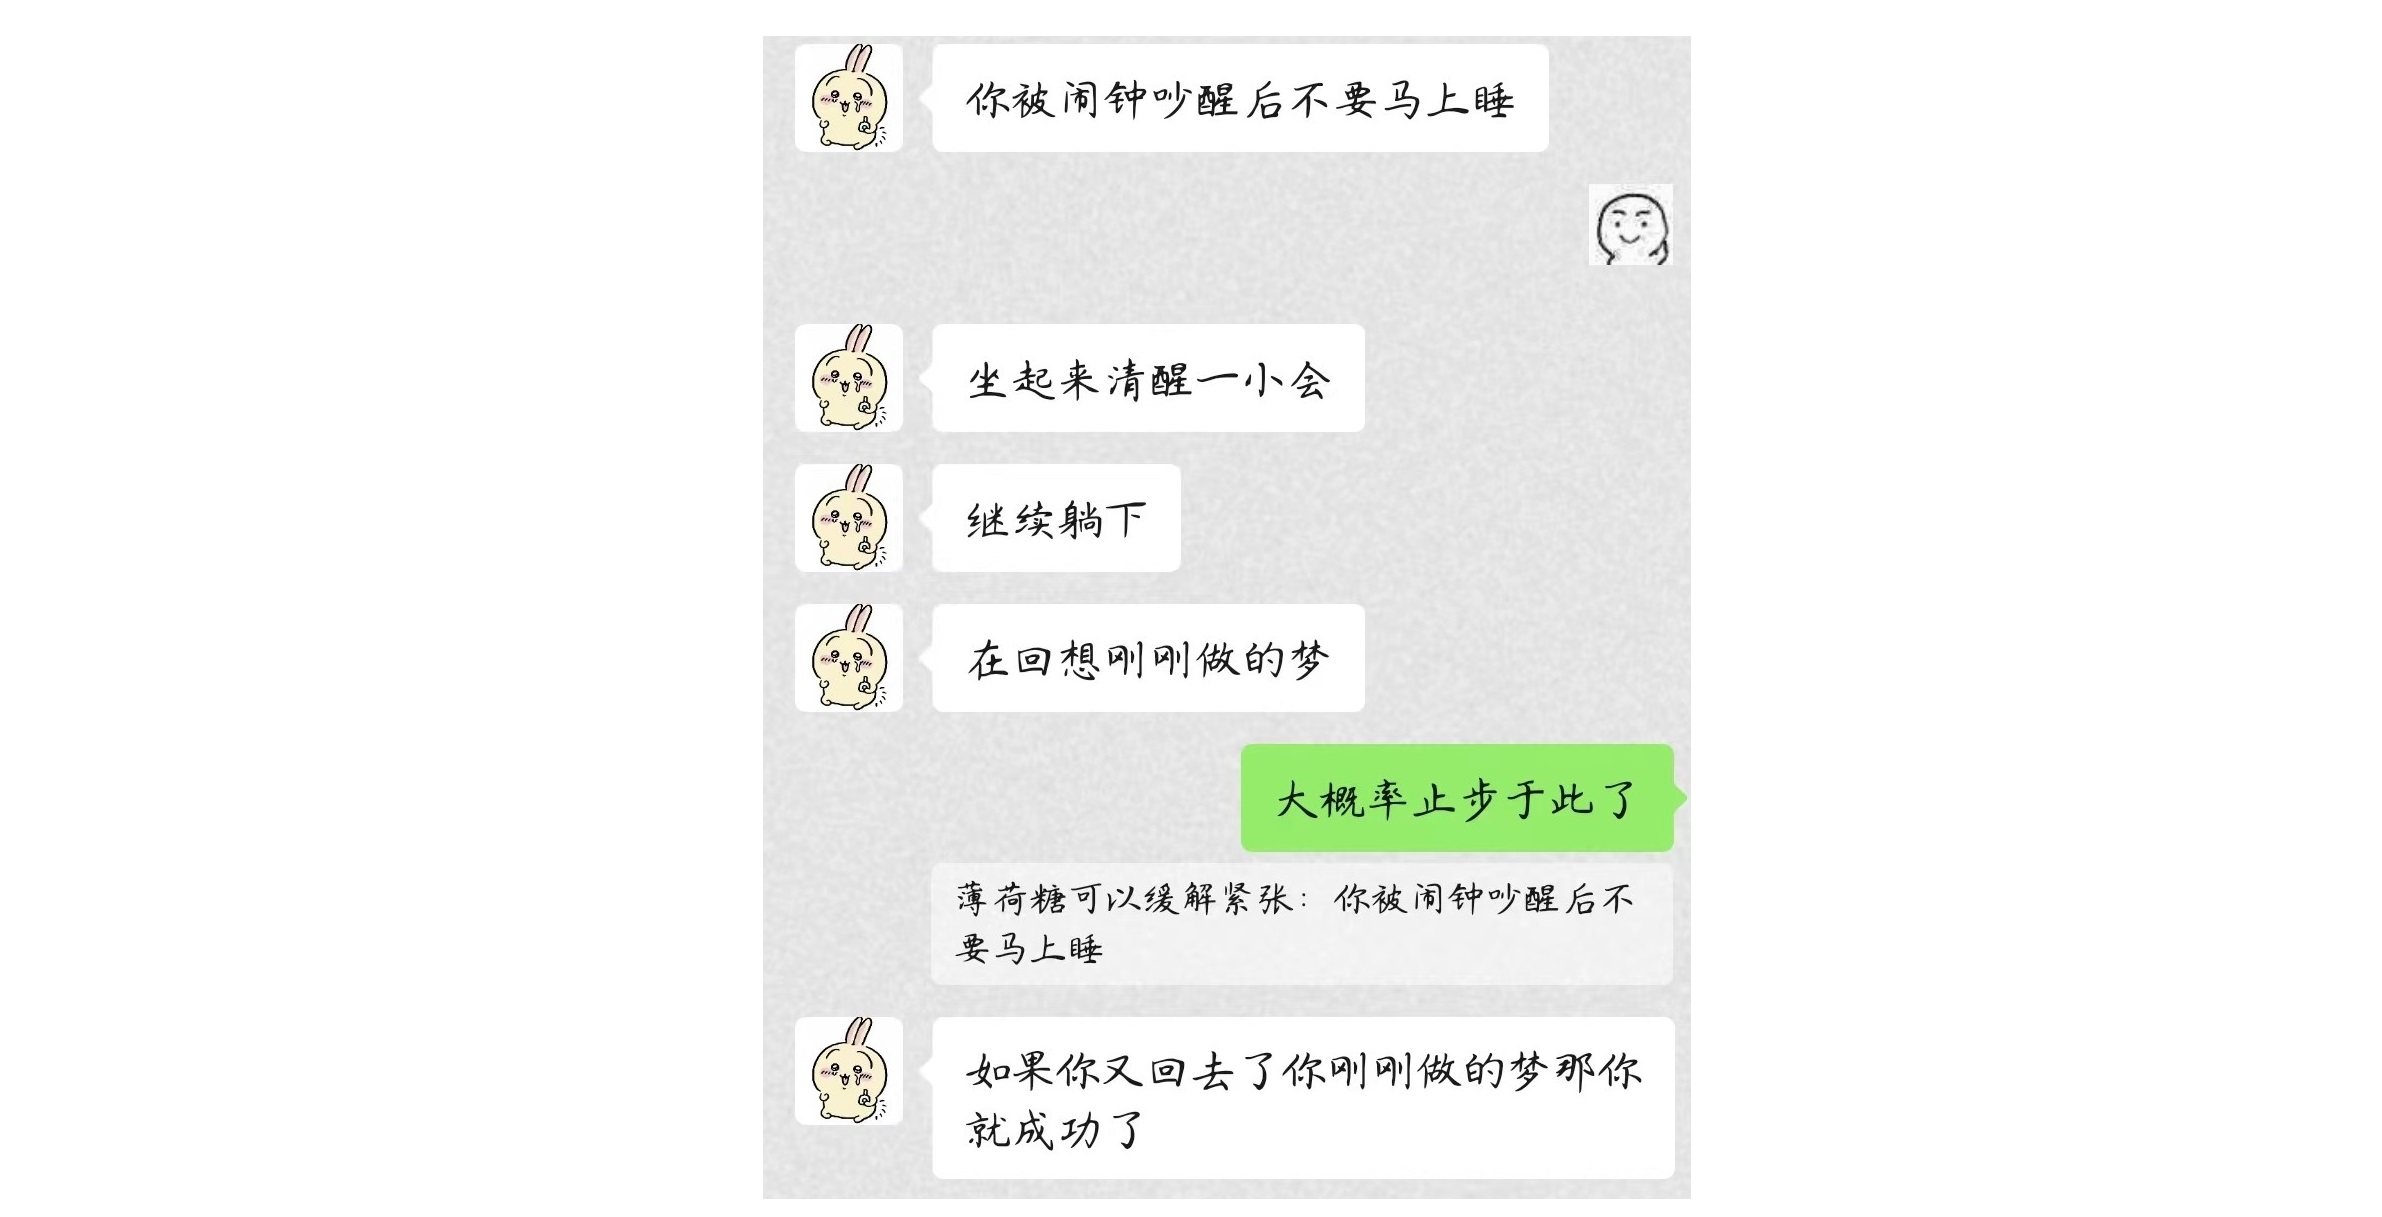 你被闹钟吵醒后不要马上睡
坐起来清醒一小会
继续躺下
在回想刚刚做的梦
大概率止步于此了
薄荷糖可以缓解紧张：你被闹钟吵醒后不
要马上睡
如果你又回去了你刚刚做的梦那你
就成功了